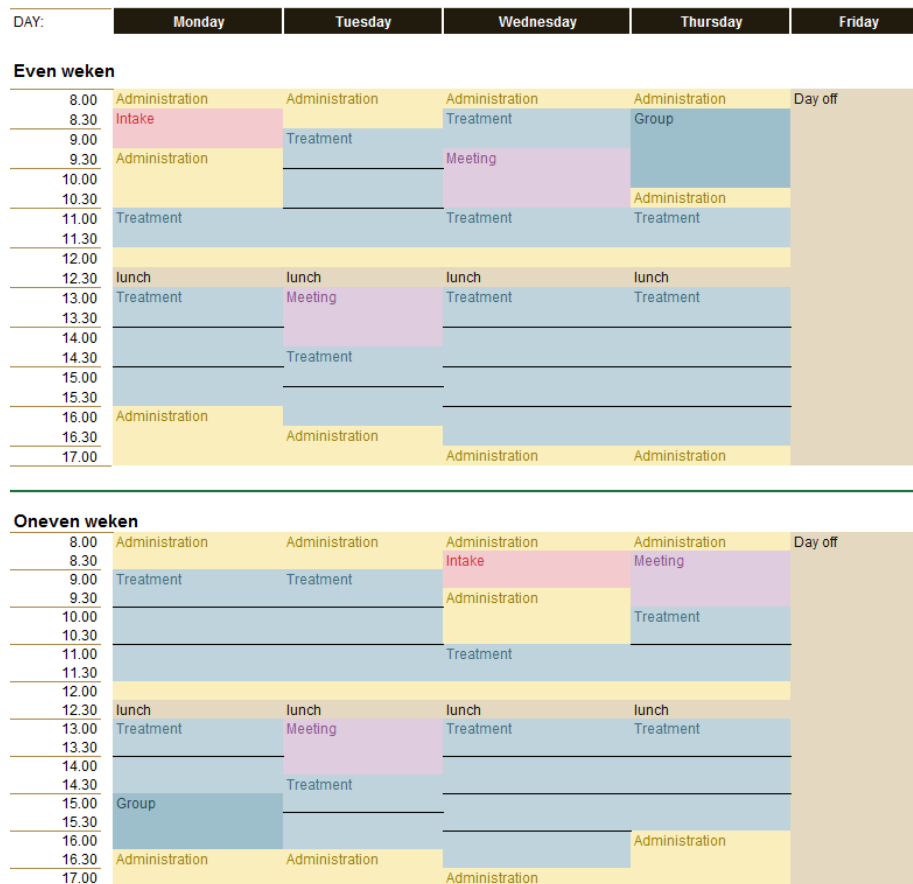 DAY: Monday Tuesday Wednesday Thursday Friday
Even weken
8.00 Administration Administration Administration Administration Day off
8.30 Intake Treatment Group
9.00 Treatment
9.30 Administration Meeting
10.00
10.30 Administration
11.00 Treatment Treatment Treatment
11.30
12.00
12.30 lunch lunch lunch lunch
13.00 Treatment Meeting Treatment Treatment
13.30
14.00
14.30 Treatment
15.00
15.30
16.00 Administration
16.30 Administration
17.00 Administration Administration
Oneven weken
8.00 Administration Administration Administration Administration Day off
8.30 Intake Meeting
9.00 Treatment Treatment
9.30 Administration
10.00 Treatment
10.30
11.00 Treatment
11.30
12.00
12.30 lunch lunch lunch lunch
13.00 Treatment Meeting Treatment Treatment
13.30
14.00
14.30 Treatment
15.00 Group
15.30
16.00 Administration
16.30 Administration Administration
17.00 Administration